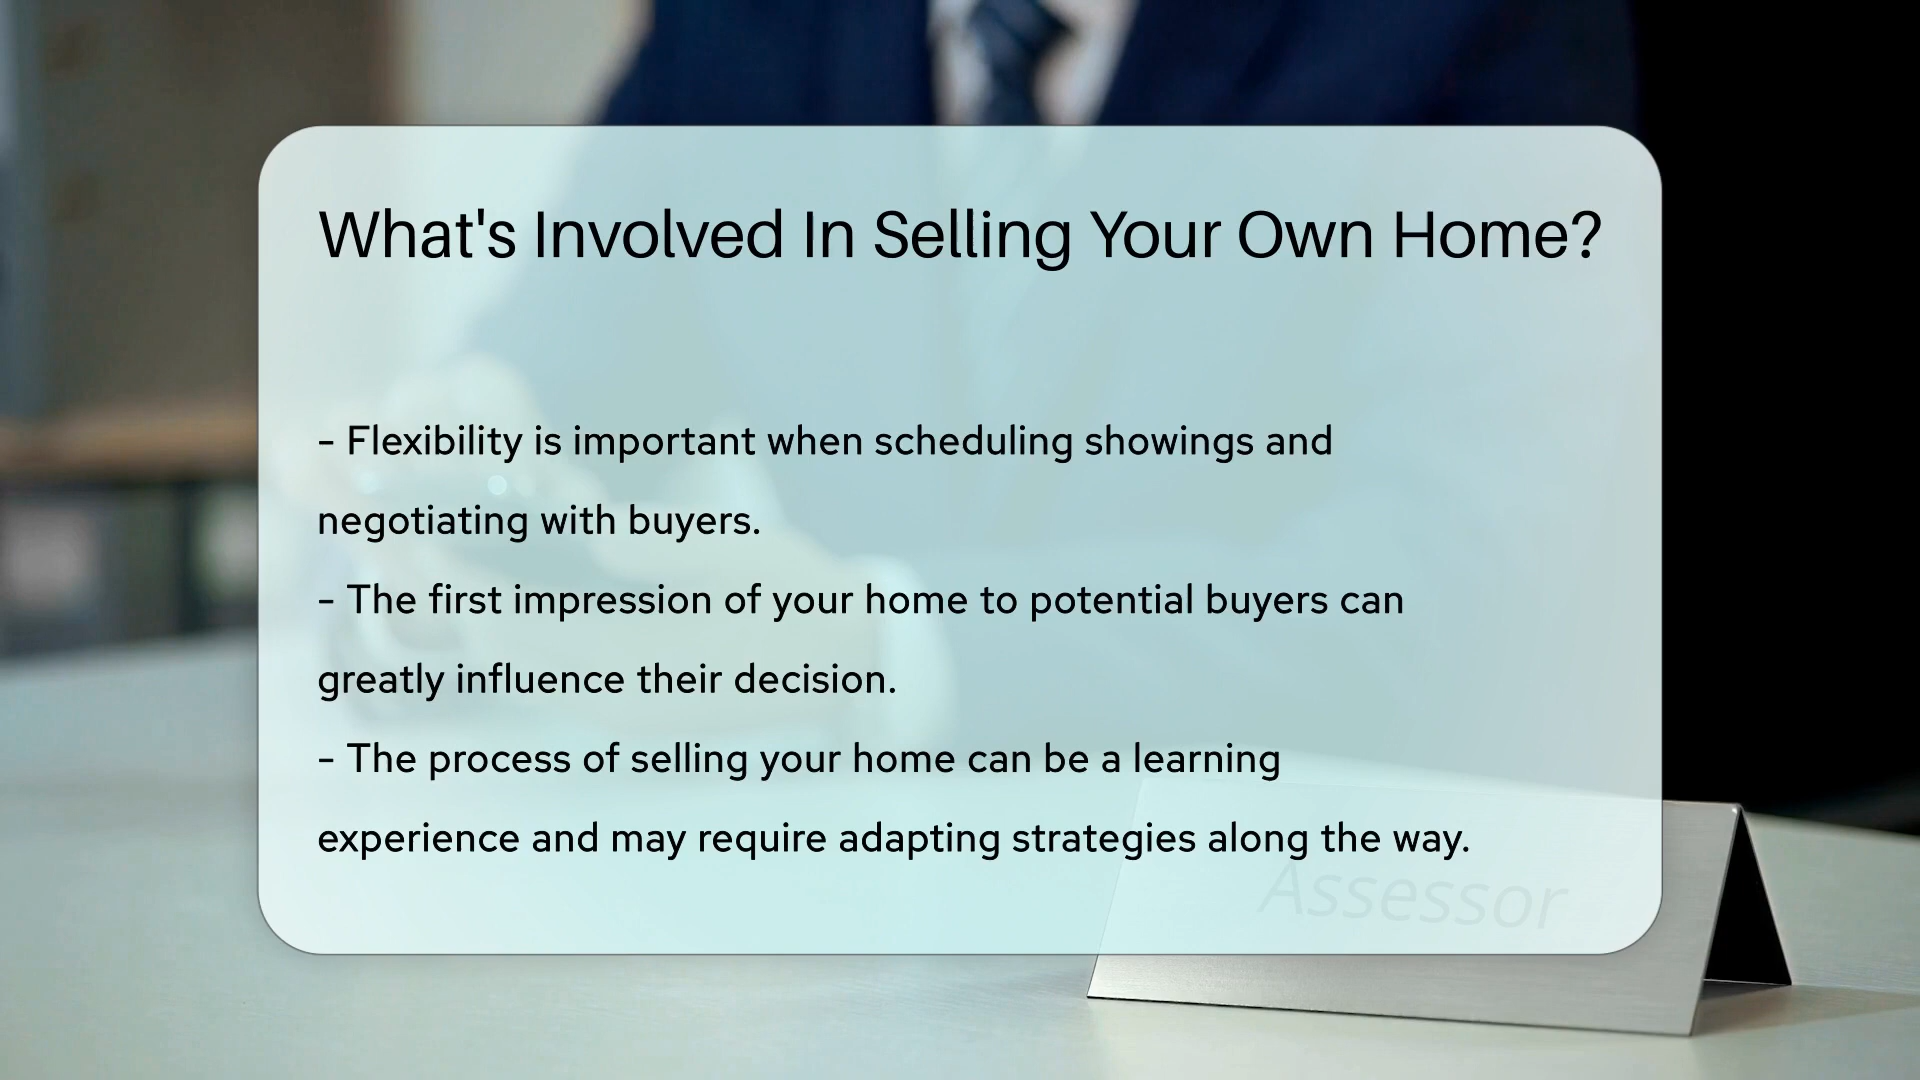 What's Involved In Selling Your Own Home?
- Flexibility is important when scheduling showings and
negotiating with buyers.
- The first impression of your home to potential buyers can
greatly influence their decision.
- The process of selling your home can be a learning
experience and may require adapting strategies along the way.
Assessor